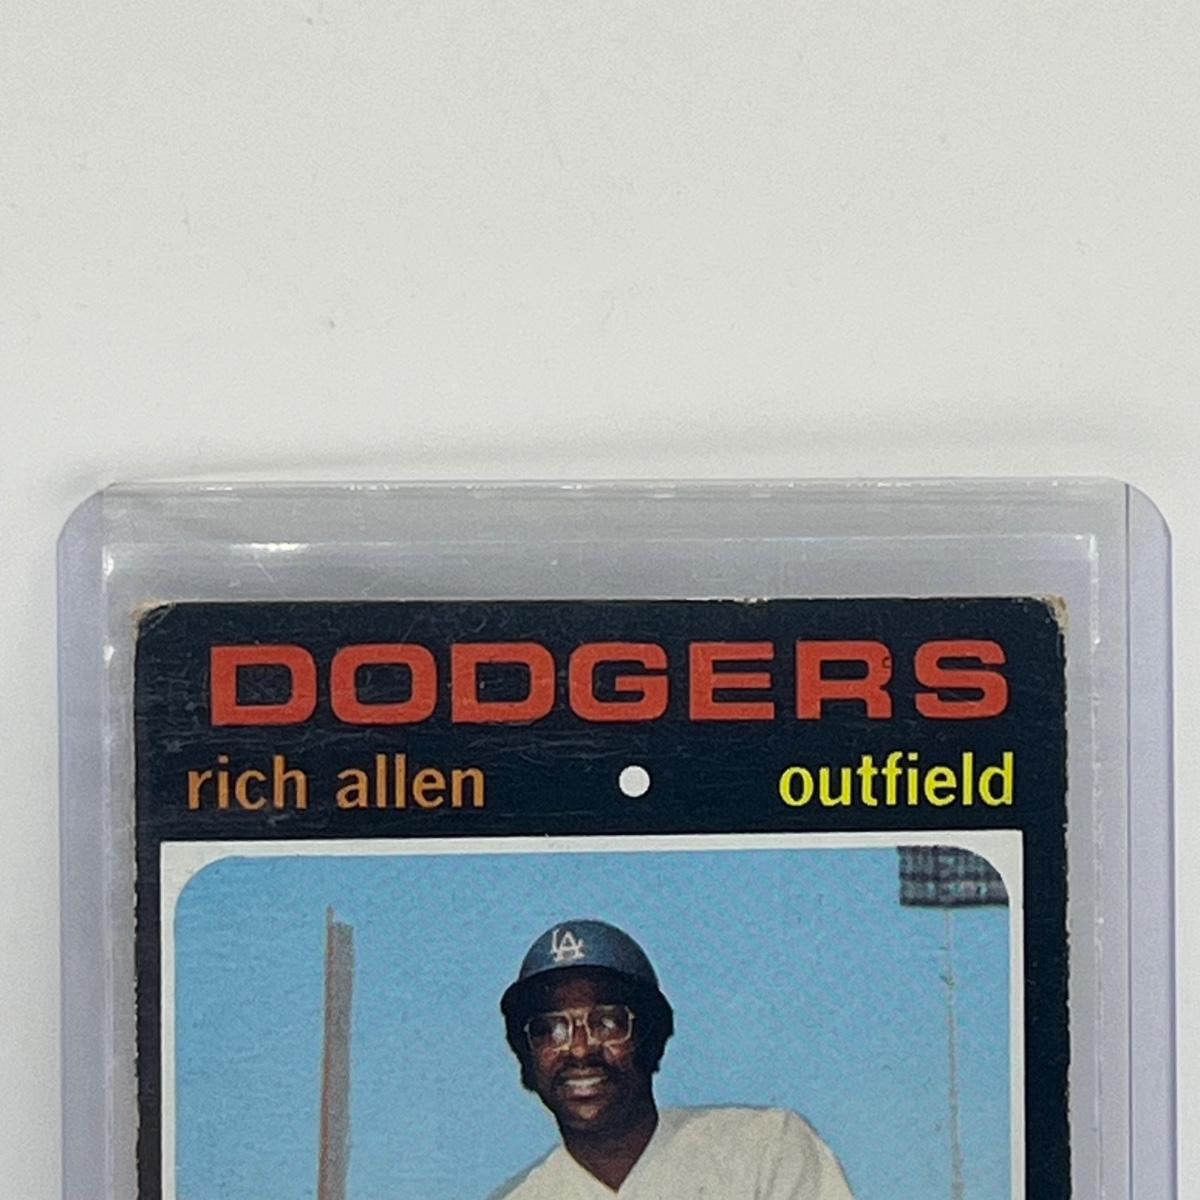 DODGERS
rich allen • outfield
LA